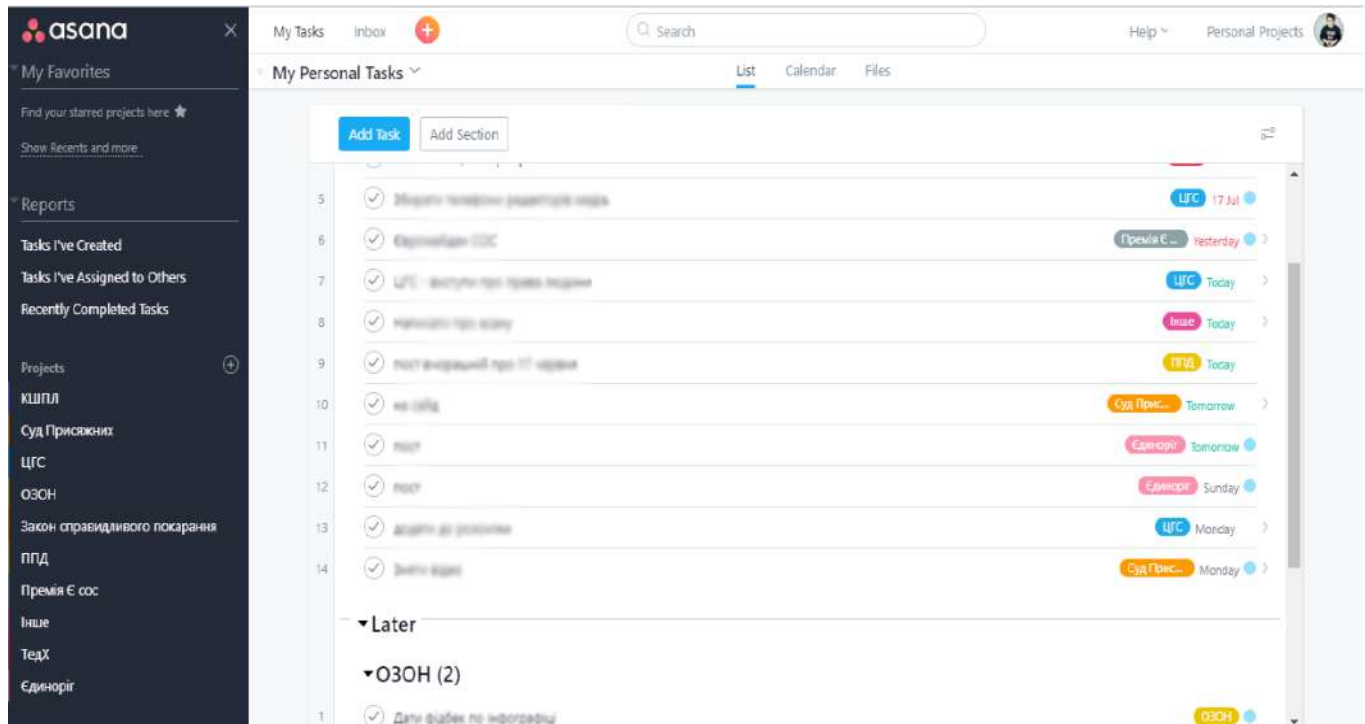 asana
My Tasks Inbox
Search
Help Personal Projects
My Favorites
My Personal Tasks
List Calendar Files
Find your starred projects here
Show Recents and more
Add Task Add Section
Reports
Tasks I've Created
Tasks I've Assigned to Others
Recently Completed Tasks
Projects
КШПЛ
Суд Присяжних
ЦГС
ОЗОН
Закон справидливого покарання
ППД
Премія Є сос
Інше
ТедХ
Єдиноріг
5 ЦГС 17 Jul
6 Премія Є ... Yesterday
7 ЦГС Today
8 Інше Today
9 ППД Today
10 Суд Прис... Tomorrow
11 Єдиноріг Tomorrow
12 Єдиноріг Sunday
13 ЦГС Monday
14 Суд Прис... Monday
Later
ОЗОН (2)
1 ОЗОН